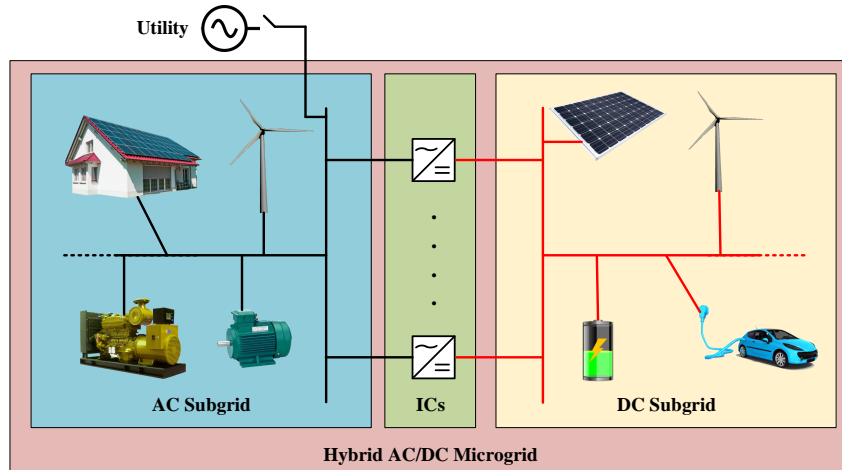 Utility
AC Subgrid
ICs
DC Subgrid
Hybrid AC/DC Microgrid